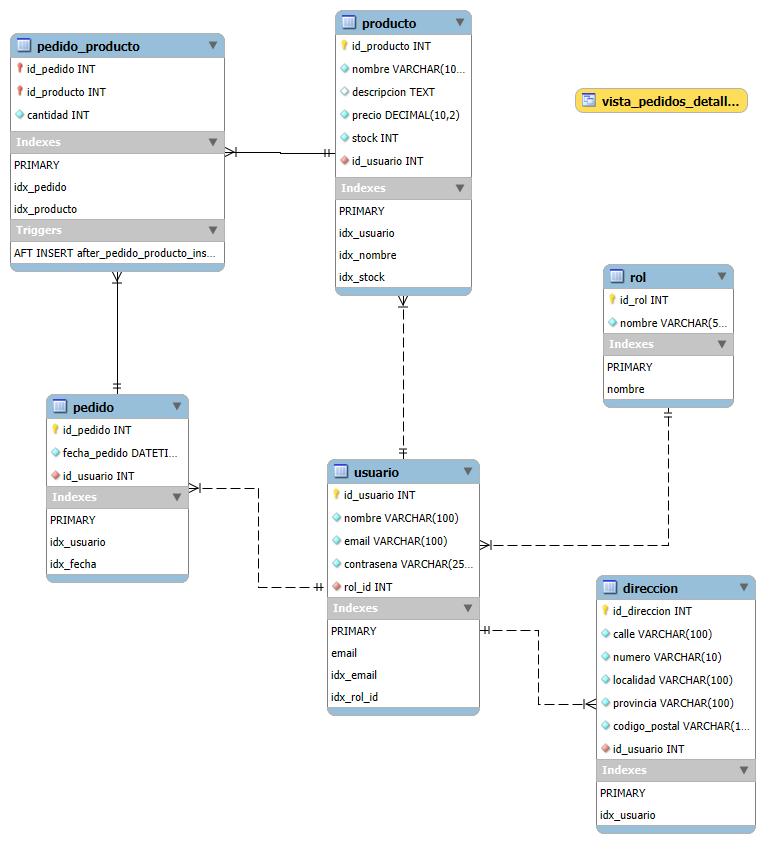 pedido_producto
id_pedido INT
id_producto INT
cantidad INT
Indexes
PRIMARY
idx_pedido
idx_producto
Triggers
AFT INSERT after_pedido_producto_ins...
producto
id_producto INT
nombre VARCHAR(10...
descripcion TEXT
precio DECIMAL(10,2)
stock INT
id_usuario INT
Indexes
PRIMARY
idx_usuario
idx_nombre
idx_stock
vista_pedidos_detall...
rol
id_rol INT
nombre VARCHAR(5...
Indexes
PRIMARY
nombre
pedido
id_pedido INT
fecha_pedido DATETI...
id_usuario INT
Indexes
PRIMARY
idx_usuario
idx_fecha
usuario
id_usuario INT
nombre VARCHAR(100)
email VARCHAR(100)
contrasena VARCHAR(25...
rol_id INT
Indexes
PRIMARY
email
idx_email
idx_rol_id
direccion
id_direccion INT
calle VARCHAR(100)
numero VARCHAR(10)
localidad VARCHAR(100)
provincia VARCHAR(100)
codigo_postal VARCHAR(1...
id_usuario INT
Indexes
PRIMARY
idx_usuario